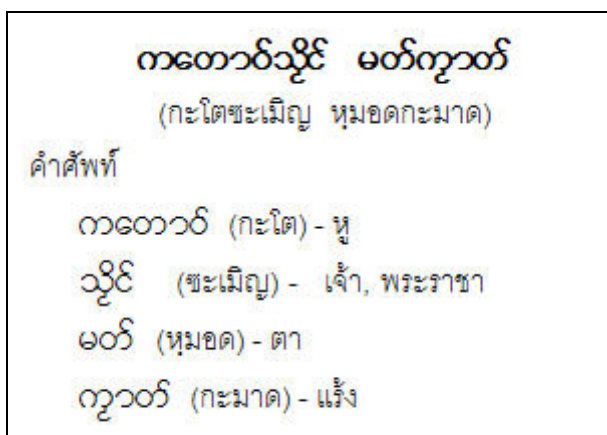 ကတောဝ်သၟိင် မတ်ကၟာတ်
(กะโตซะเมิญ หฺมอดกะมาด)
คำศัพท์
ကတောဝ် (กะโต) - หู
သၟိင် (ซะเมิญ) - เจ้า, พระราชา
မတ် (หฺมอด) - ตา
ကၟာတ် (กะมาด) - แร้ง